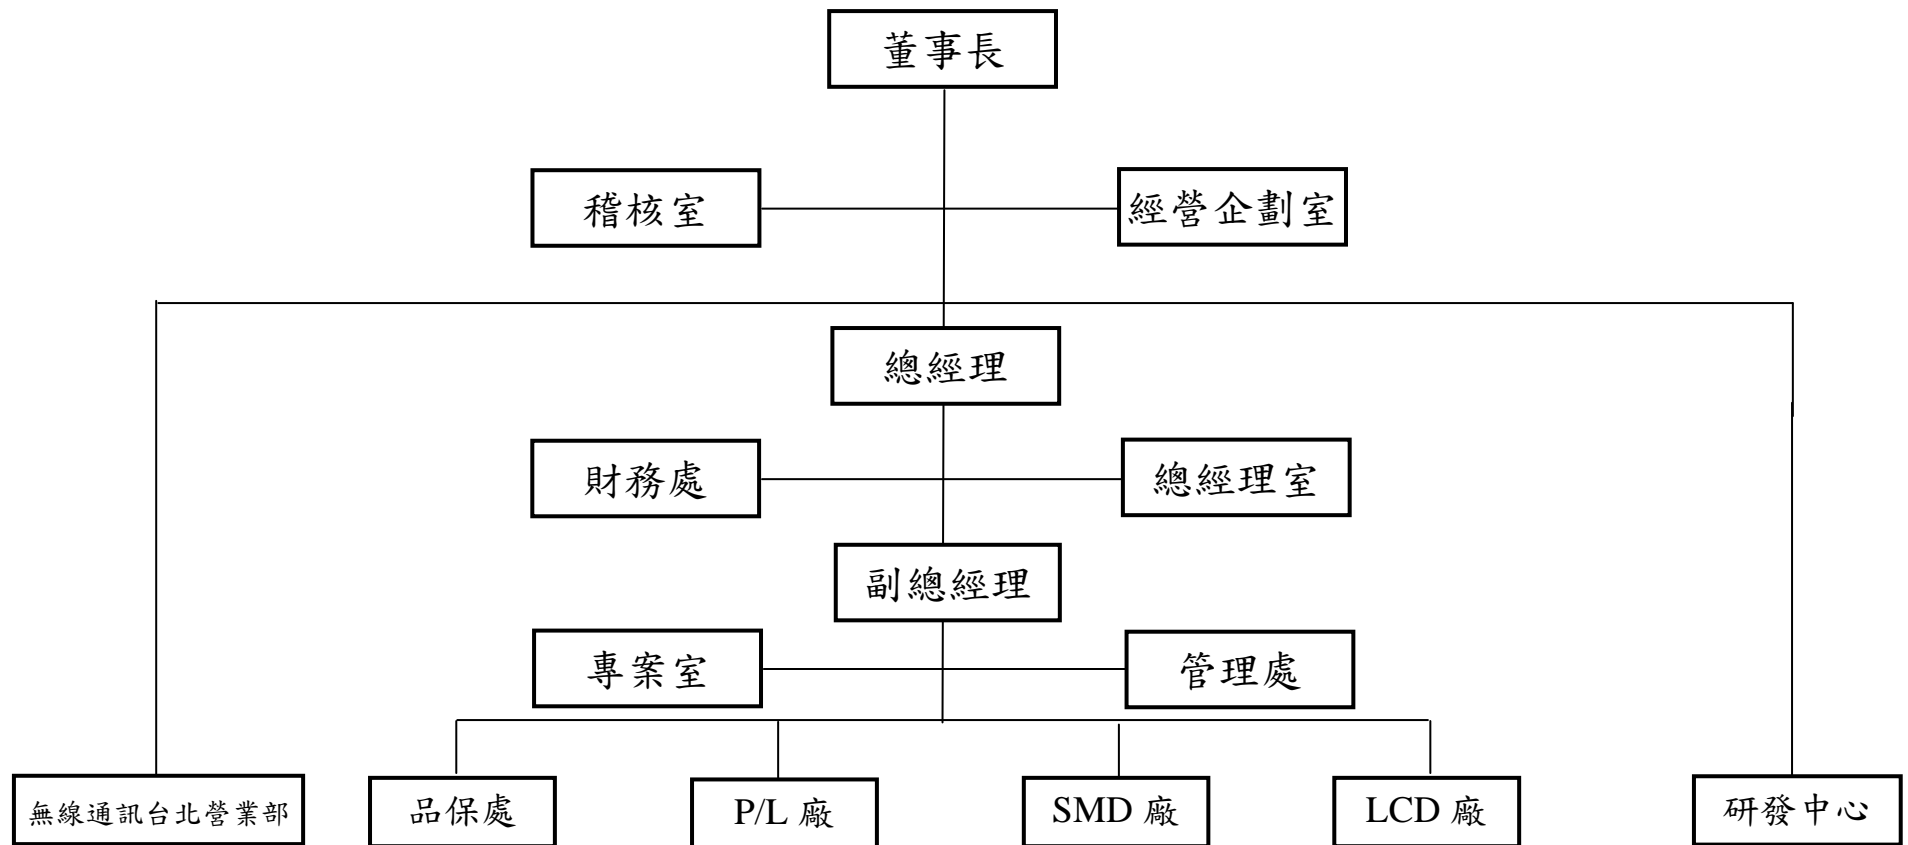 董事長
稽核室
經營企劃室
總經理
財務處
總經理室
副總經理
專案室
管理處
無線通訊台北營業部
品保處
P/L 廠
SMD 廠
LCD 廠
研發中心